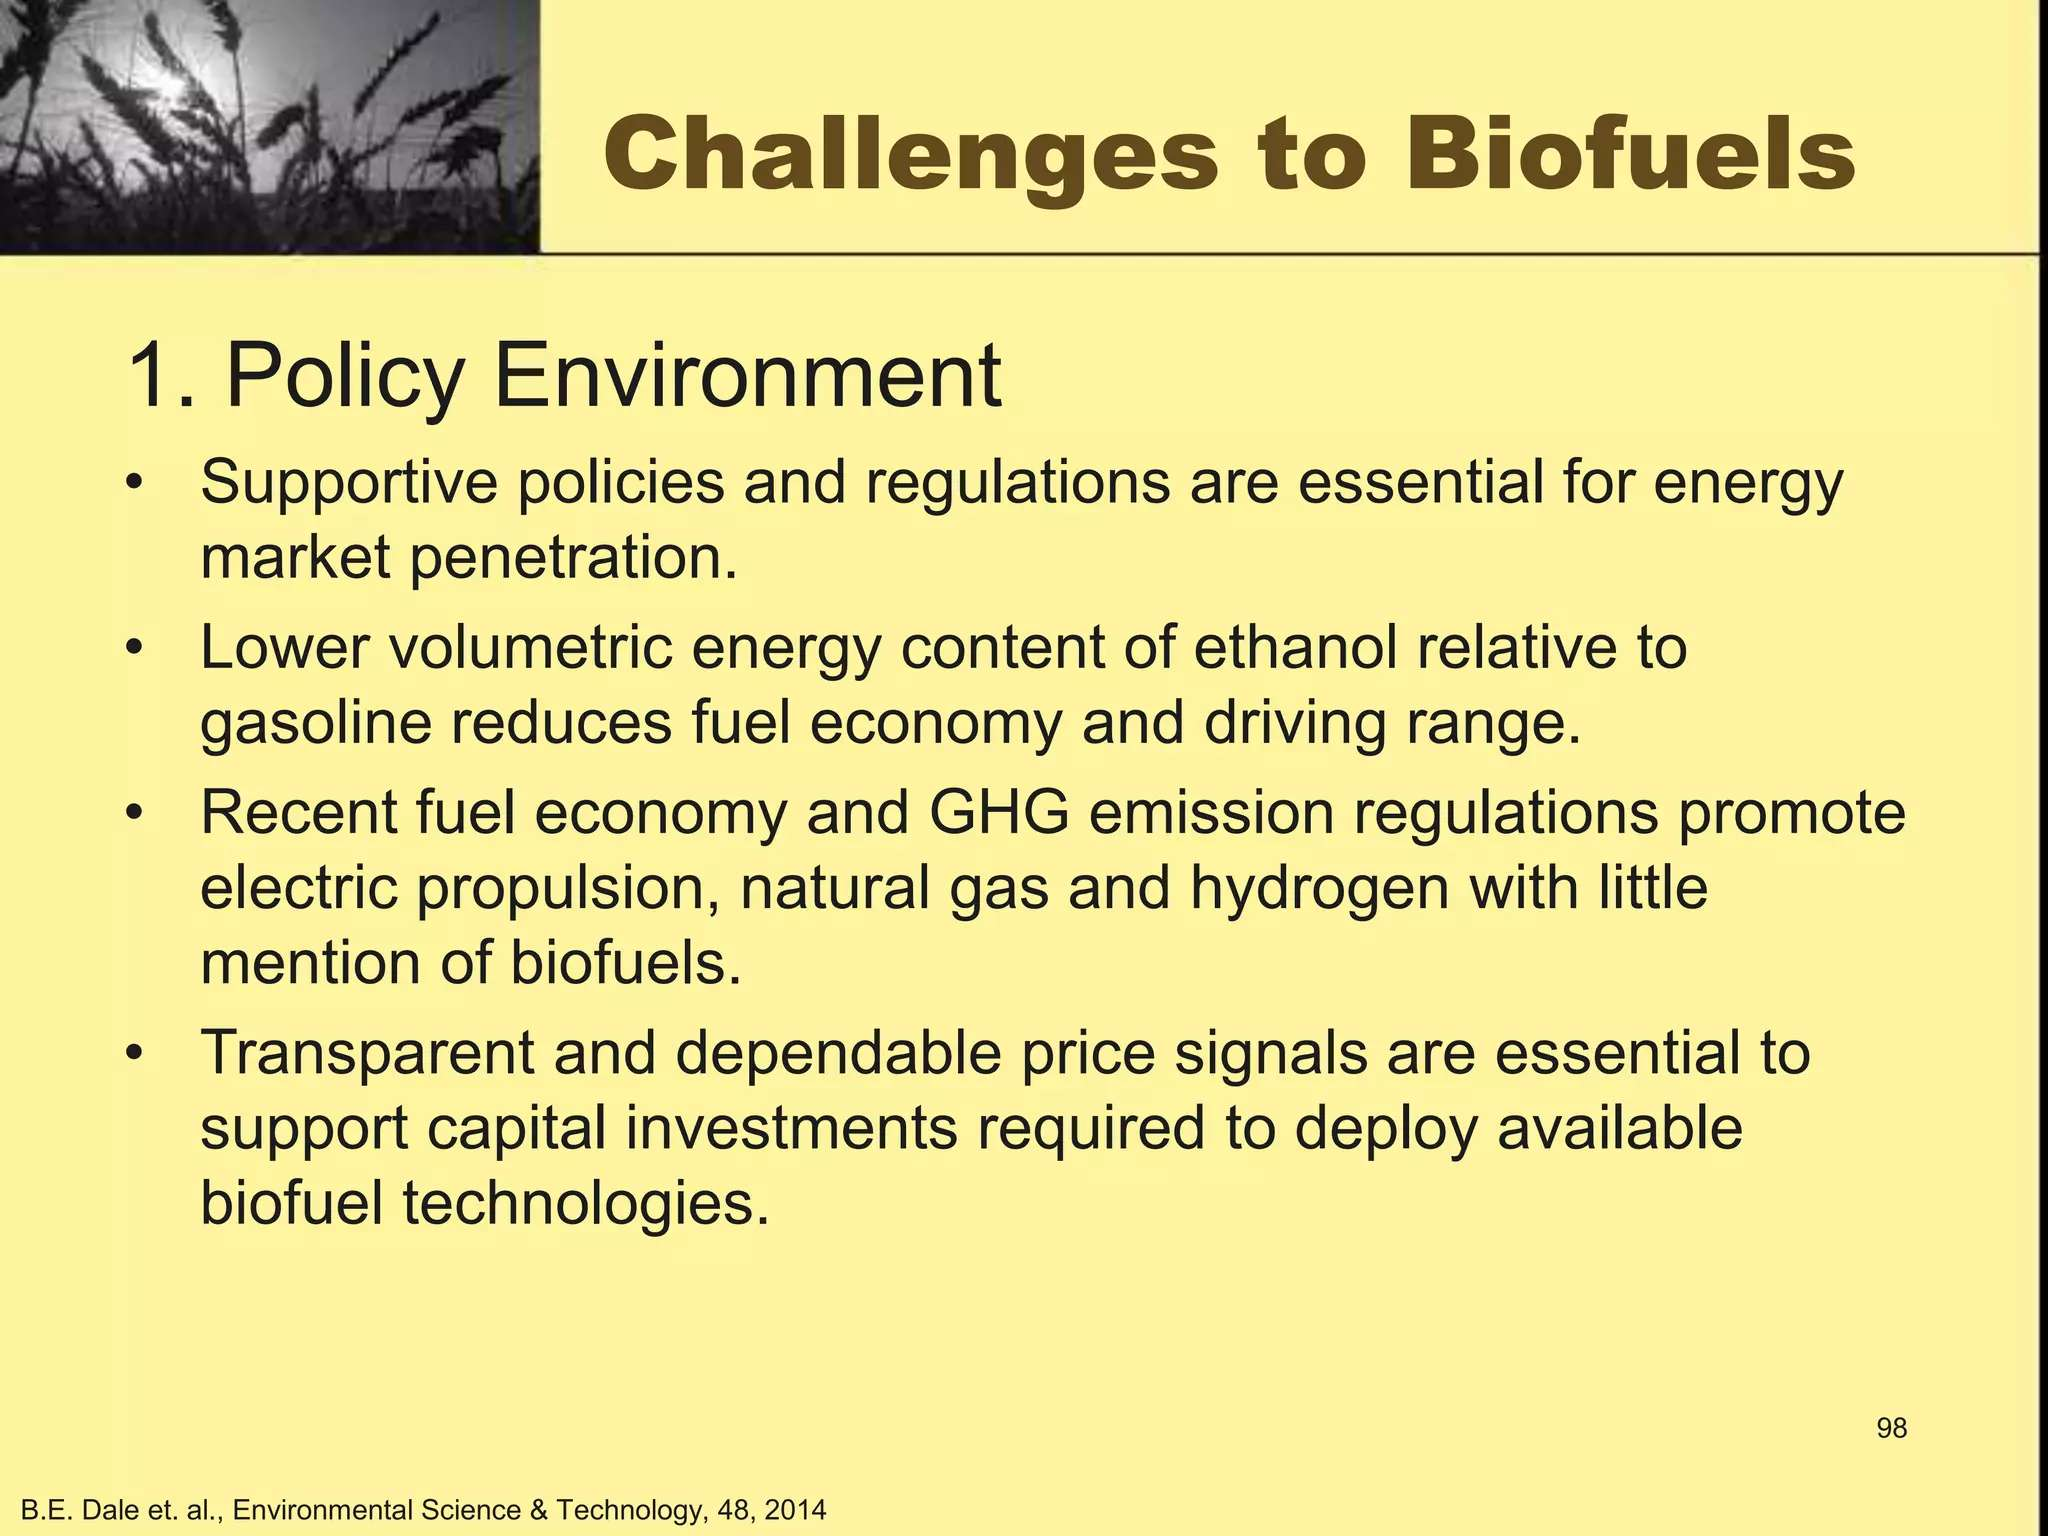 Challenges to Biofuels
1. Policy Environment
• Supportive policies and regulations are essential for energy
market penetration.
• Lower volumetric energy content of ethanol relative to
gasoline reduces fuel economy and driving range.
• Recent fuel economy and GHG emission regulations promote
electric propulsion, natural gas and hydrogen with little
mention of biofuels.
• Transparent and dependable price signals are essential to
support capital investments required to deploy available
biofuel technologies.
98
B.E. Dale et. al., Environmental Science & Technology, 48, 2014